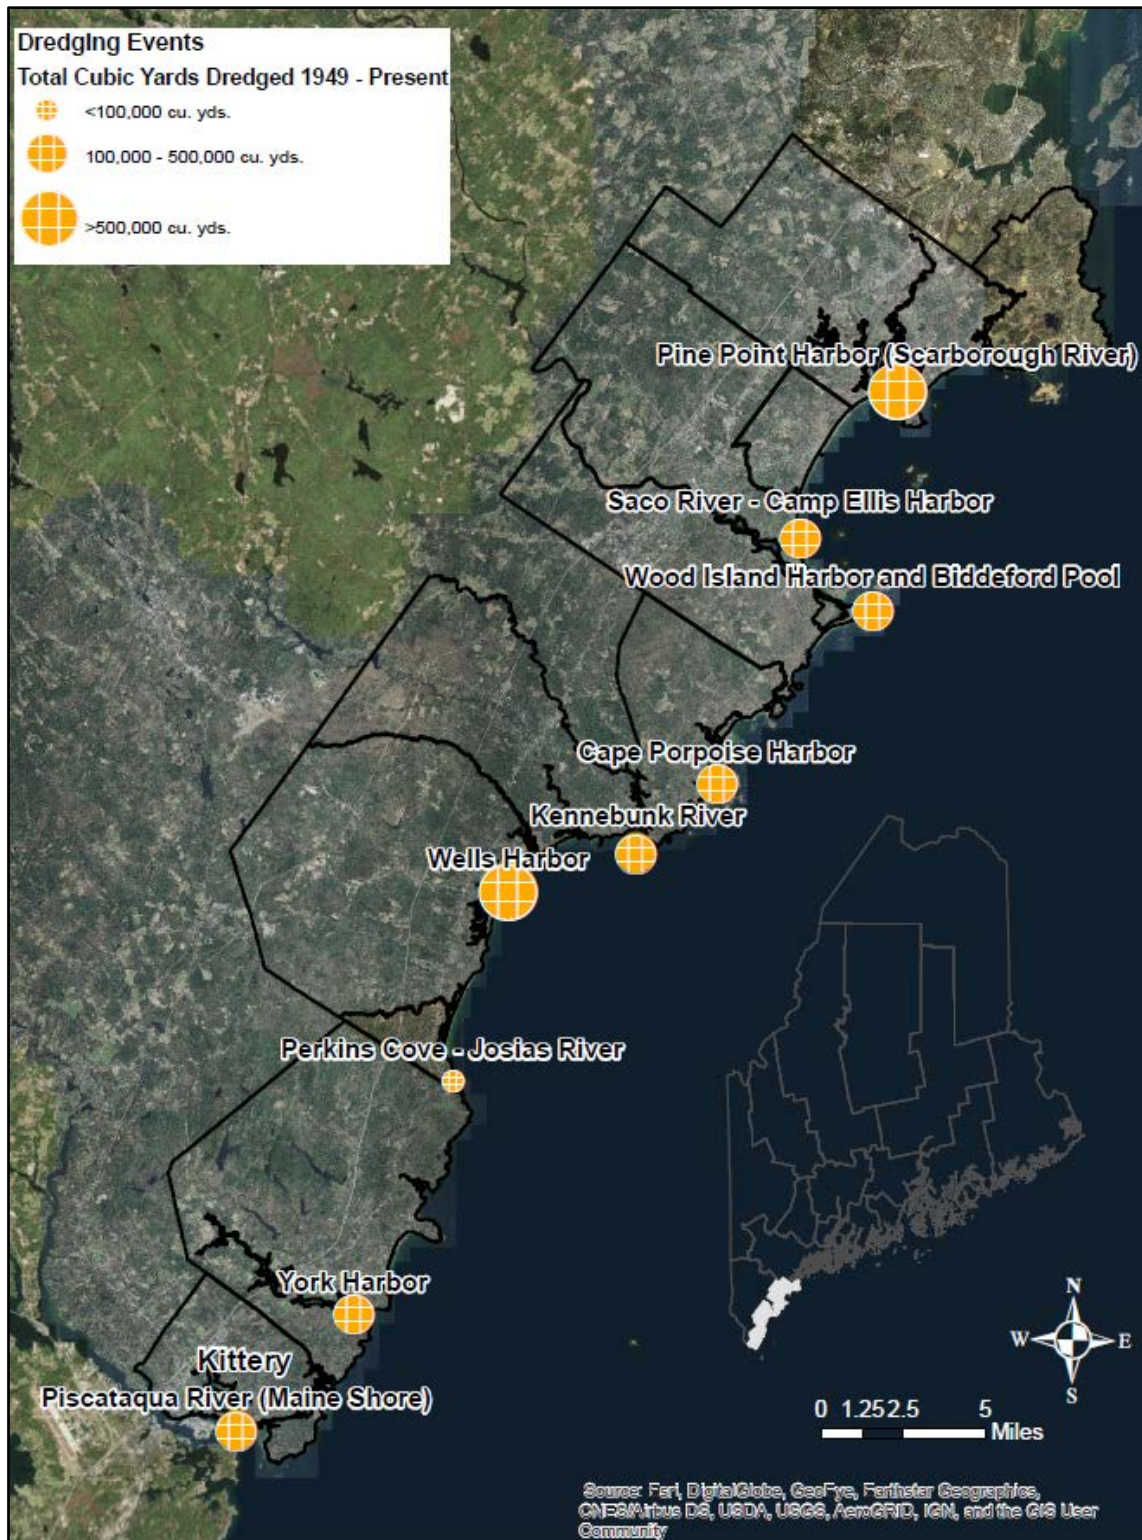 Dredging Events
Total Cubic Yards Dredged 1949 - Present
<100,000 cu. yds.
100,000 - 500,000 cu. yds.
>500,000 cu. yds.
Pine Point Harbor (Scarborough River)
Saco River - Camp Ellis Harbor
Wood Island Harbor and Biddeford Pool
Cape Porpoise Harbor
Kennebunk River
Wells Harbor
Perkins Cove - Josias River
York Harbor
Kittery
Piscataqua River (Maine Shore)
N
W E
S
0 1.25 2.5 5
Miles
Source: Esri, DigitalGlobe, GeoEye, Earthstar Geographics,
CNES/Airbus DS, USDA, USGS, AeroGRID, IGN, and the GIS User
Community